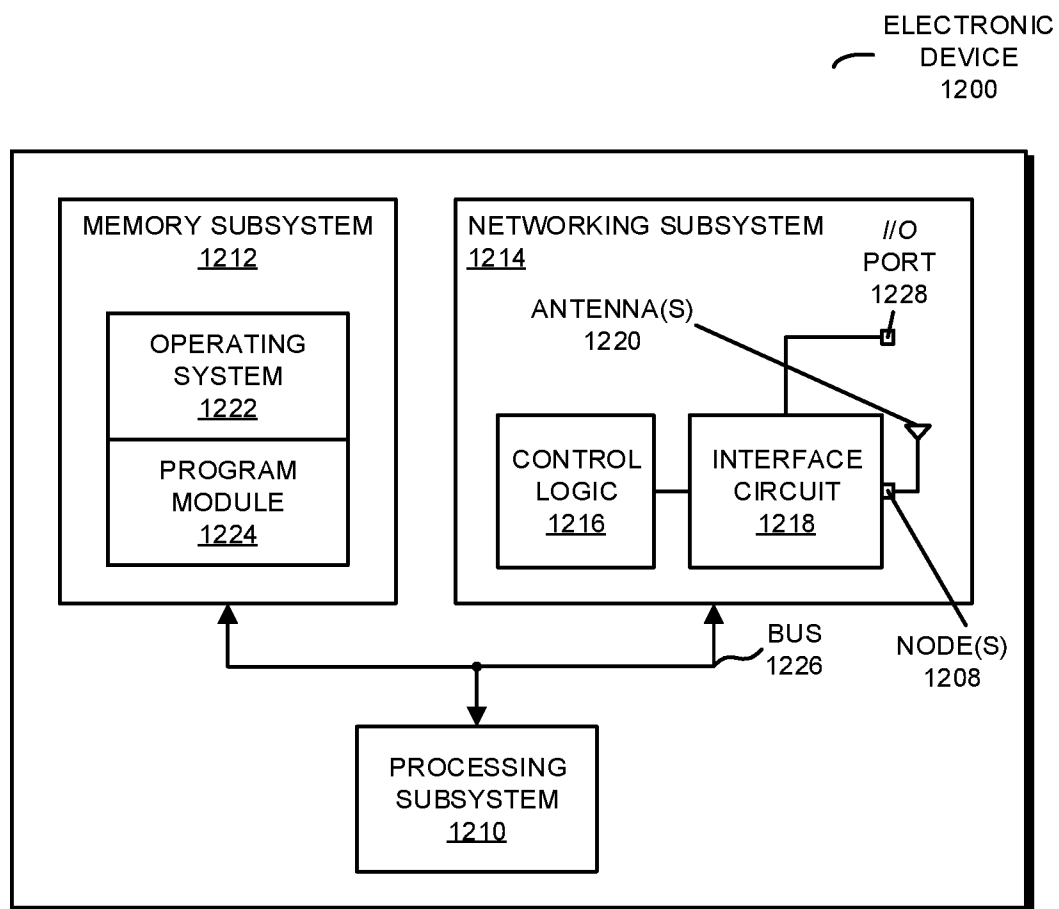 ELECTRONIC
DEVICE
1200
MEMORY SUBSYSTEM
1212
OPERATING
SYSTEM
1222
PROGRAM
MODULE
1224
NETWORKING SUBSYSTEM
1214
I/O
PORT
1228
ANTENNA(S)
1220
CONTROL
LOGIC
1216
INTERFACE
CIRCUIT
1218
BUS
1226
NODE(S)
1208
PROCESSING
SUBSYSTEM
1210